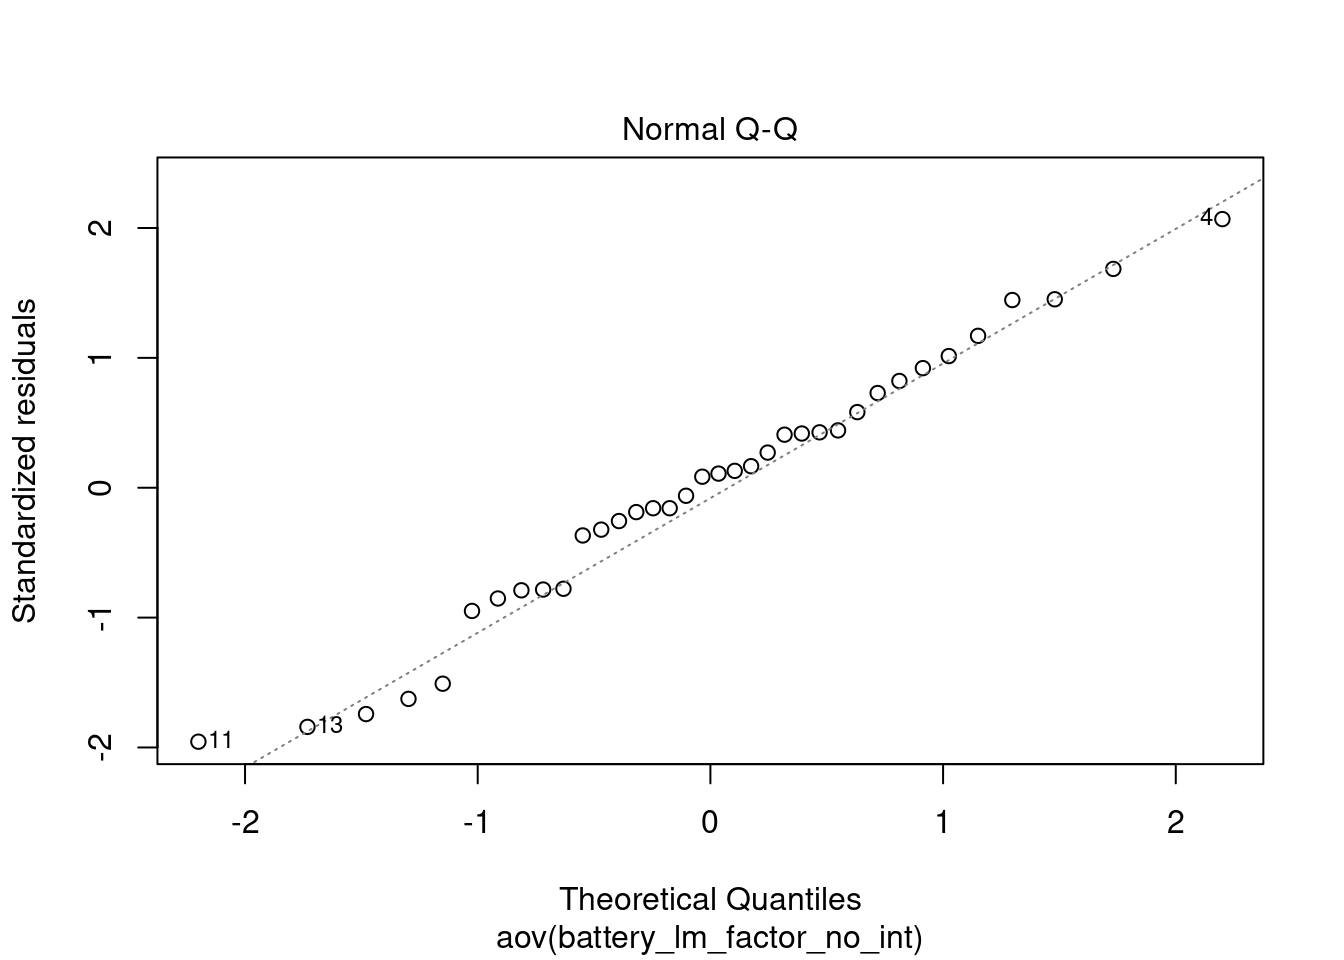 Normal Q-Q
Standardized residuals
2
1
0
-1
-2
4
13
11
-2 -1 0 1 2
Theoretical Quantiles
aov(battery_lm_factor_no_int)